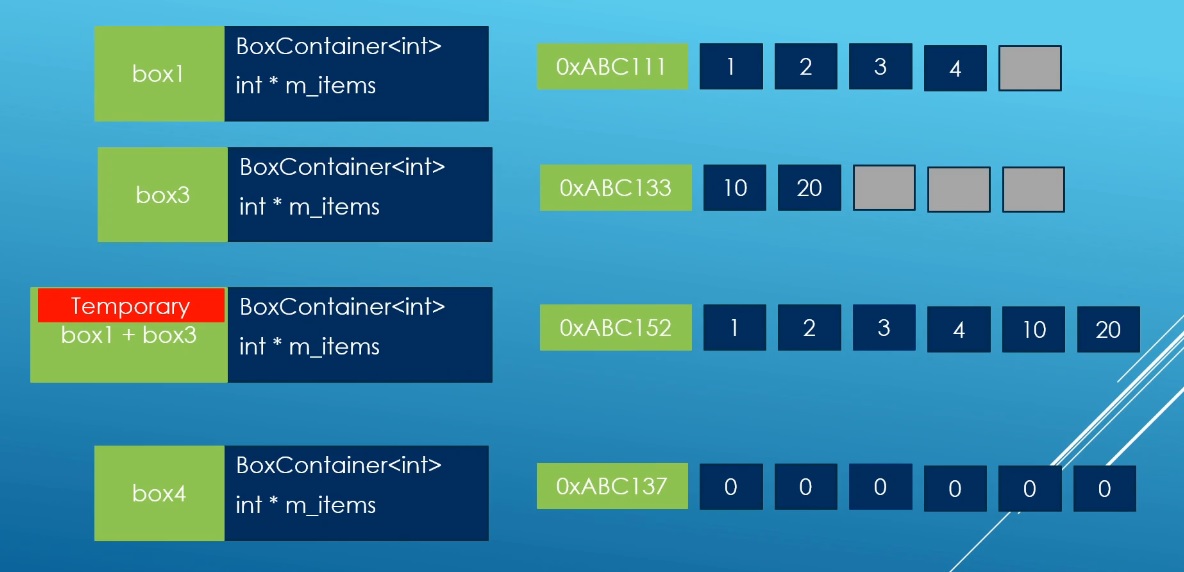 box1
BoxContainer<int>
int * m_items
0xABC111 1 2 3 4
box3
BoxContainer<int>
int * m_items
0xABC133 10 20
Temporary
box1 + box3
BoxContainer<int>
int * m_items
0xABC152 1 2 3 4 10 20
box4
BoxContainer<int>
int * m_items
0xABC137 0 0 0 0 0 0